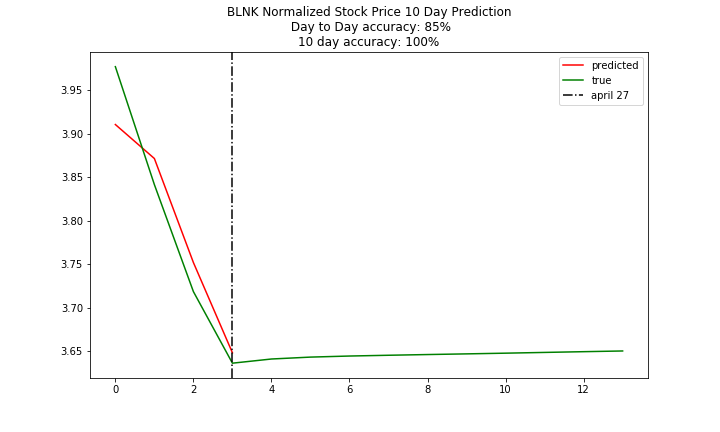 BLNK Normalized Stock Price 10 Day Prediction
Day to Day accuracy: 85%
10 day accuracy: 100%
predicted
true
april 27
3.95
3.90
3.85
3.80
3.75
3.70
3.65
0 2 4 6 8 10 12